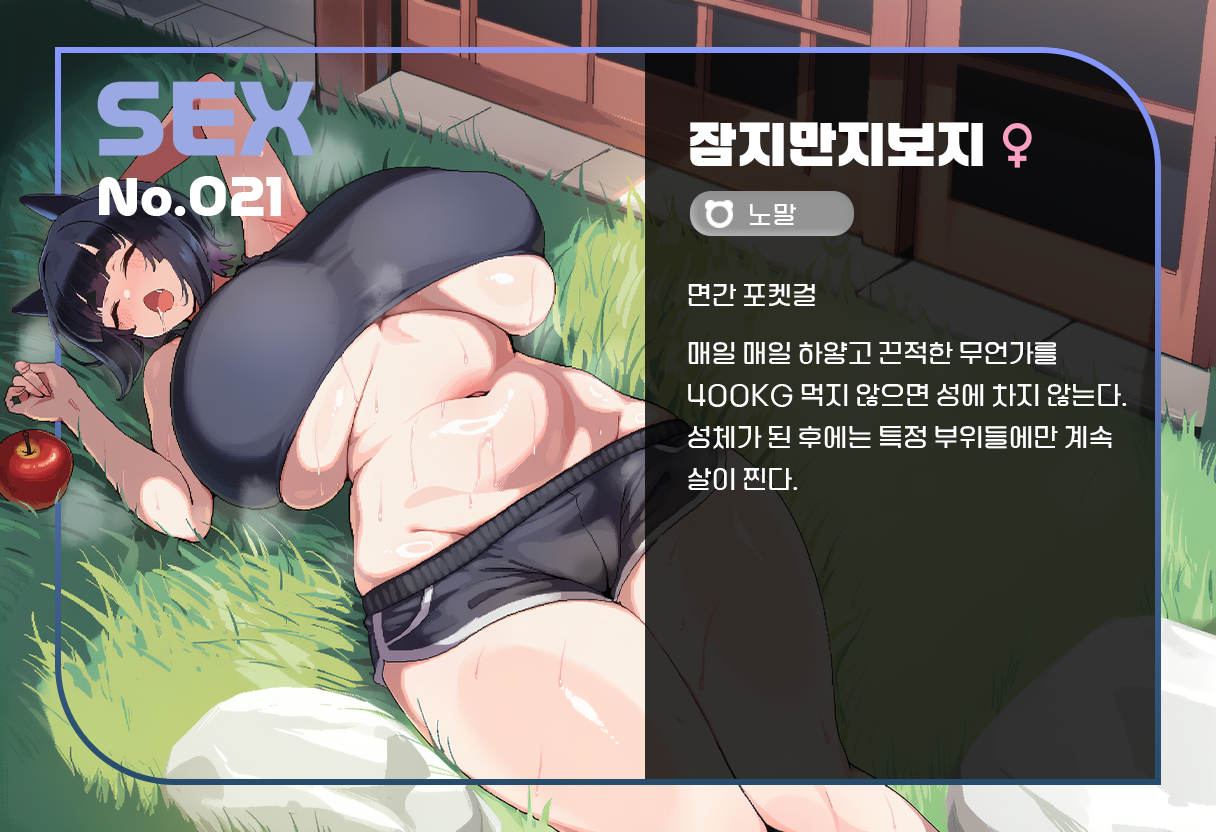 SEX
No.021
잠지만지보지 ♀
노말
면간 포켓걸
매일 매일 하얗고 끈적한 무언가를
400KG 먹지 않으면 성에 차지 않는다.
성체가 된 후에는 특정 부위들에만 계속
살이 찐다.